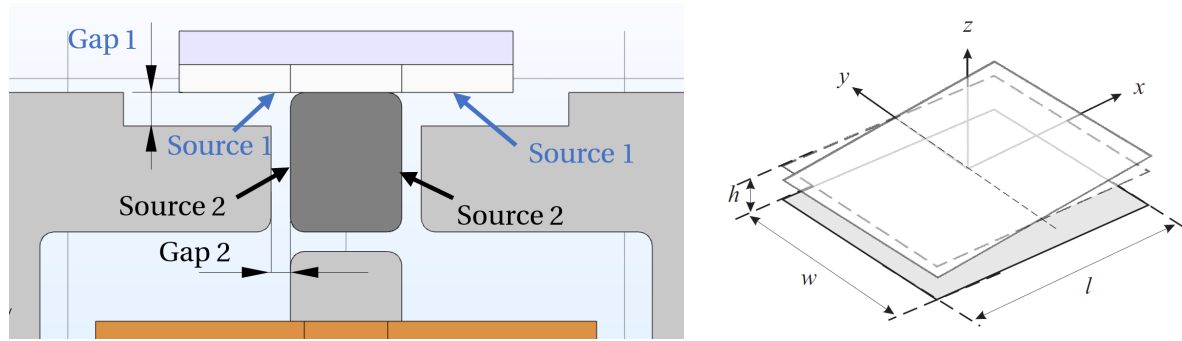 Gap 1
Source 1
Source 1
Source 2
Source 2
Gap 2
z
y
x
h
w
l